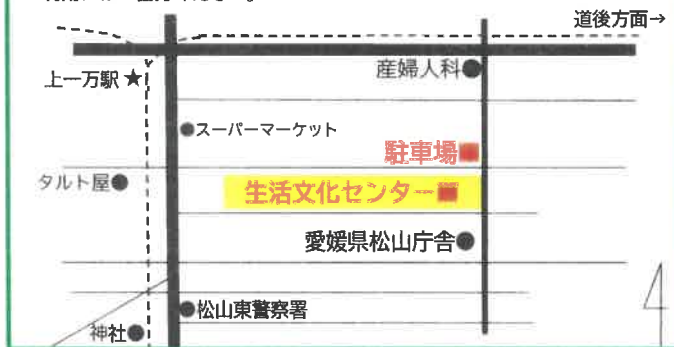 道後方面→
産婦人科
上一万駅★
スーパーマーケット
駐車場
タルト屋
生活文化センター
愛媛県松山庁舎
松山東警察署
神社